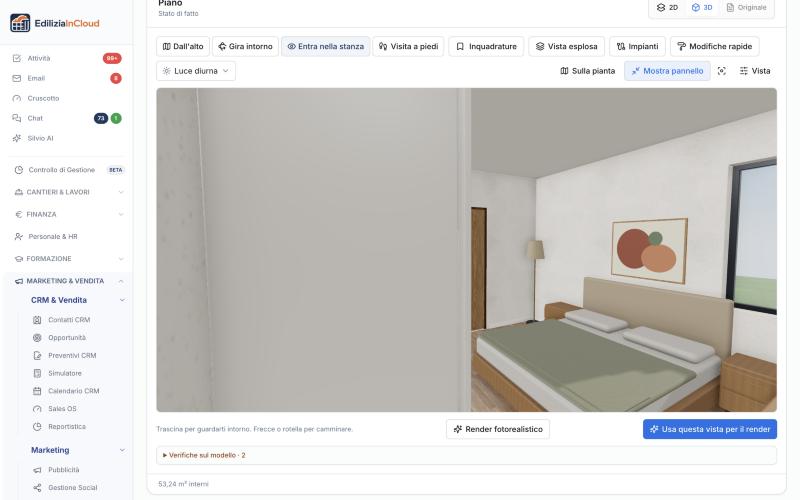 EdiliziaInCloud
Attività 99+
Email 8
Cruscotto
Chat 73 1
Silvio AI
Controllo di Gestione BETA
CANTIERI & LAVORI
FINANZA
Personale & HR
FORMAZIONE
MARKETING & VENDITA
CRM & Vendita
Contatti CRM
Opportunità
Preventivi CRM
Simulatore
Calendario CRM
Sales OS
Reportistica
Marketing
Pubblicità
Gestione Social
Piano
Stato di fatto
2D 3D Originale
Dall'alto Gira intorno Entra nella stanza Visita a piedi Inquadrature Vista esplosa Impianti Modifiche rapide
Luce diurna Sulla pianta Mostra pannello Vista
Trascina per guardarti intorno. Frecce o rotella per camminare. Render fotorealistico Usa questa vista per il render
Verifiche sul modello · 2
53,24 m² interni